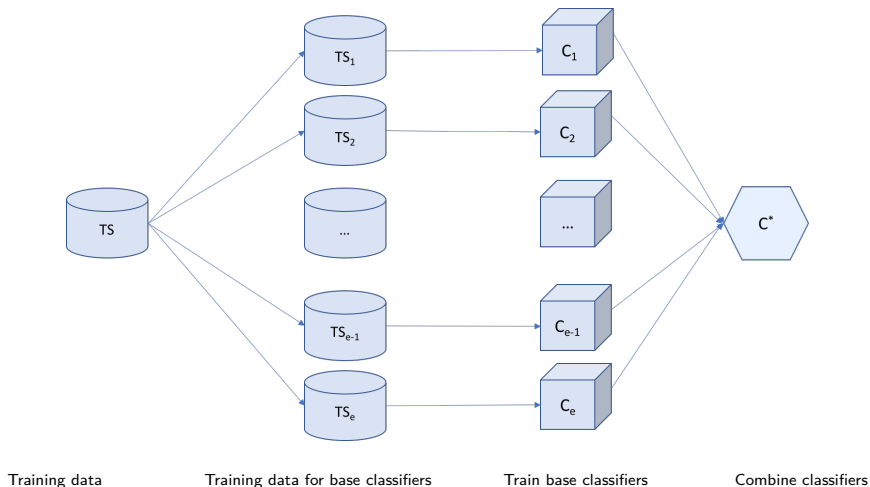 TS
TS₁
TS₂
...
TSₑ₋₁
TSₑ
C₁
C₂
...
Cₑ₋₁
Cₑ
C*
Training data
Training data for base classifiers
Train base classifiers
Combine classifiers